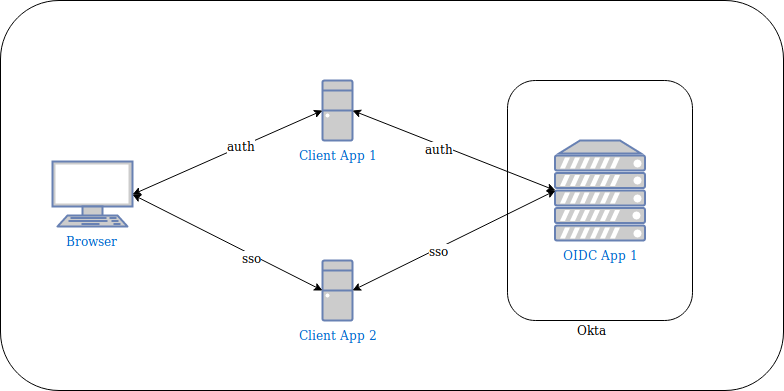 auth
Client App 1
auth
Browser
sso
sso
OIDC App 1
Client App 2
Okta